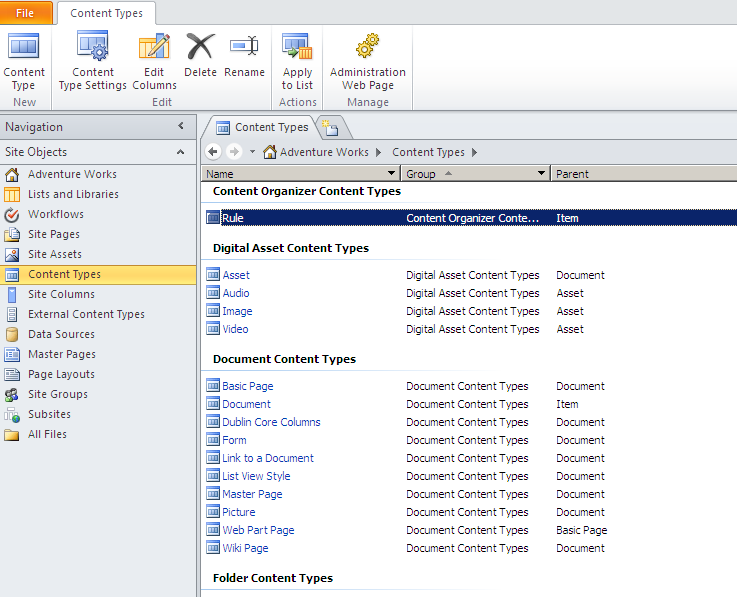 File
Content Types
Content Type
Content Type Settings
Edit Columns
Delete
Rename
Apply to List
Administration Web Page
New
Edit
Actions
Manage
Navigation
Site Objects
Adventure Works
Lists and Libraries
Workflows
Site Pages
Site Assets
Content Types
Site Columns
External Content Types
Data Sources
Master Pages
Page Layouts
Site Groups
Subsites
All Files
Content Types
Adventure Works Content Types
Name Group Parent
Content Organizer Content Types
Rule Content Organizer Conte... Item
Digital Asset Content Types
Asset Digital Asset Content Types Document
Audio Digital Asset Content Types Asset
Image Digital Asset Content Types Asset
Video Digital Asset Content Types Asset
Document Content Types
Basic Page Document Content Types Document
Document Document Content Types Item
Dublin Core Columns Document Content Types Document
Form Document Content Types Document
Link to a Document Document Content Types Document
List View Style Document Content Types Document
Master Page Document Content Types Document
Picture Document Content Types Document
Web Part Page Document Content Types Basic Page
Wiki Page Document Content Types Document
Folder Content Types